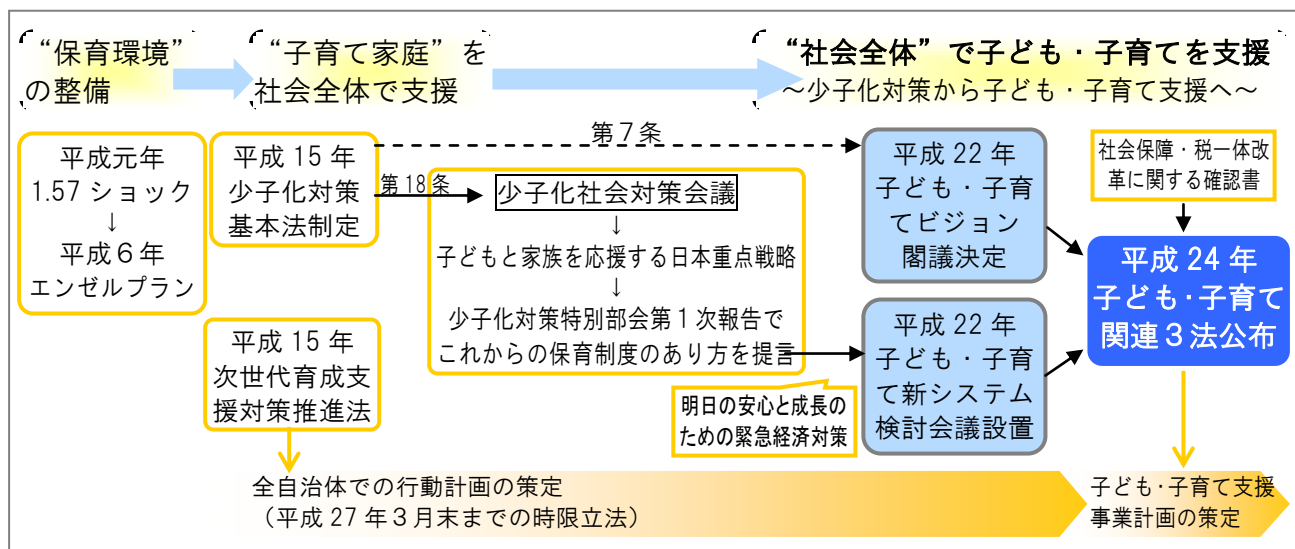 “保育環境”
の整備
“子育て家庭”を
社会全体で支援
“社会全体”で子ども・子育てを支援
～少子化対策から子ども・子育て支援へ～
平成元年
1.57ショック
↓
平成６年
エンゼルプラン
平成 15 年
少子化対策
基本法制定
第７条
第 18 条
少子化社会対策会議
↓
子どもと家族を応援する日本重点戦略
↓
少子化対策特別部会第１次報告で
これからの保育制度のあり方を提言
平成 22 年
子ども・子育
てビジョン
閣議決定
社会保障・税一体改
革に関する確認書
平成 24 年
子ども・子育て
関連３法公布
平成 15 年
次世代育成支
援対策推進法
明日の安心と成長の
ための緊急経済対策
平成 22 年
子ども・子育
て新システム
検討会議設置
全自治体での行動計画の策定
（平成 27 年３月末までの時限立法）
子ども・子育て支援
事業計画の策定